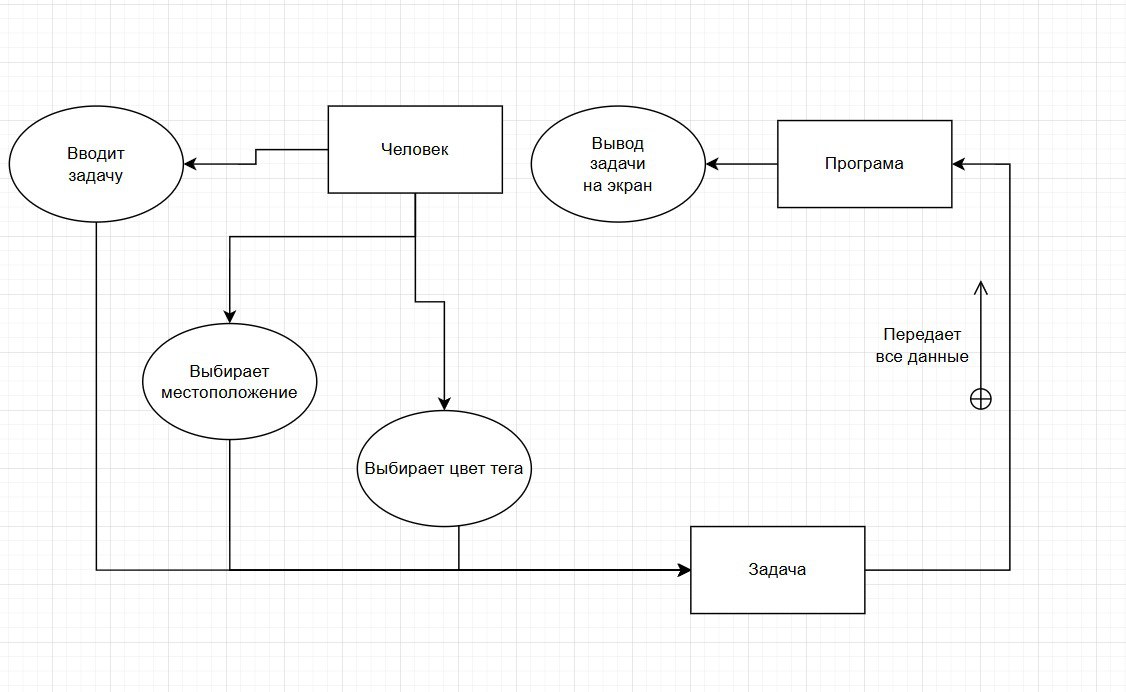 Вводит
задачу
Человек
Вывод
задачи
на экран
Програма
Передает
все данные
Выбирает
местоположение
Выбирает цвет тега
Задача